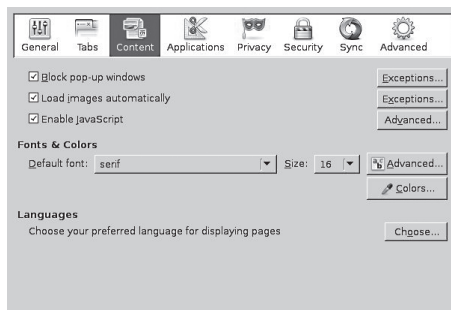 General Tabs Content Applications Privacy Security Sync Advanced
Block pop-up windows Exceptions...
Load images automatically Exceptions...
Enable JavaScript Advanced...
Fonts & Colors
Default font: serif Size: 16 Advanced...
Colors...
Languages
Choose your preferred language for displaying pages Choose...